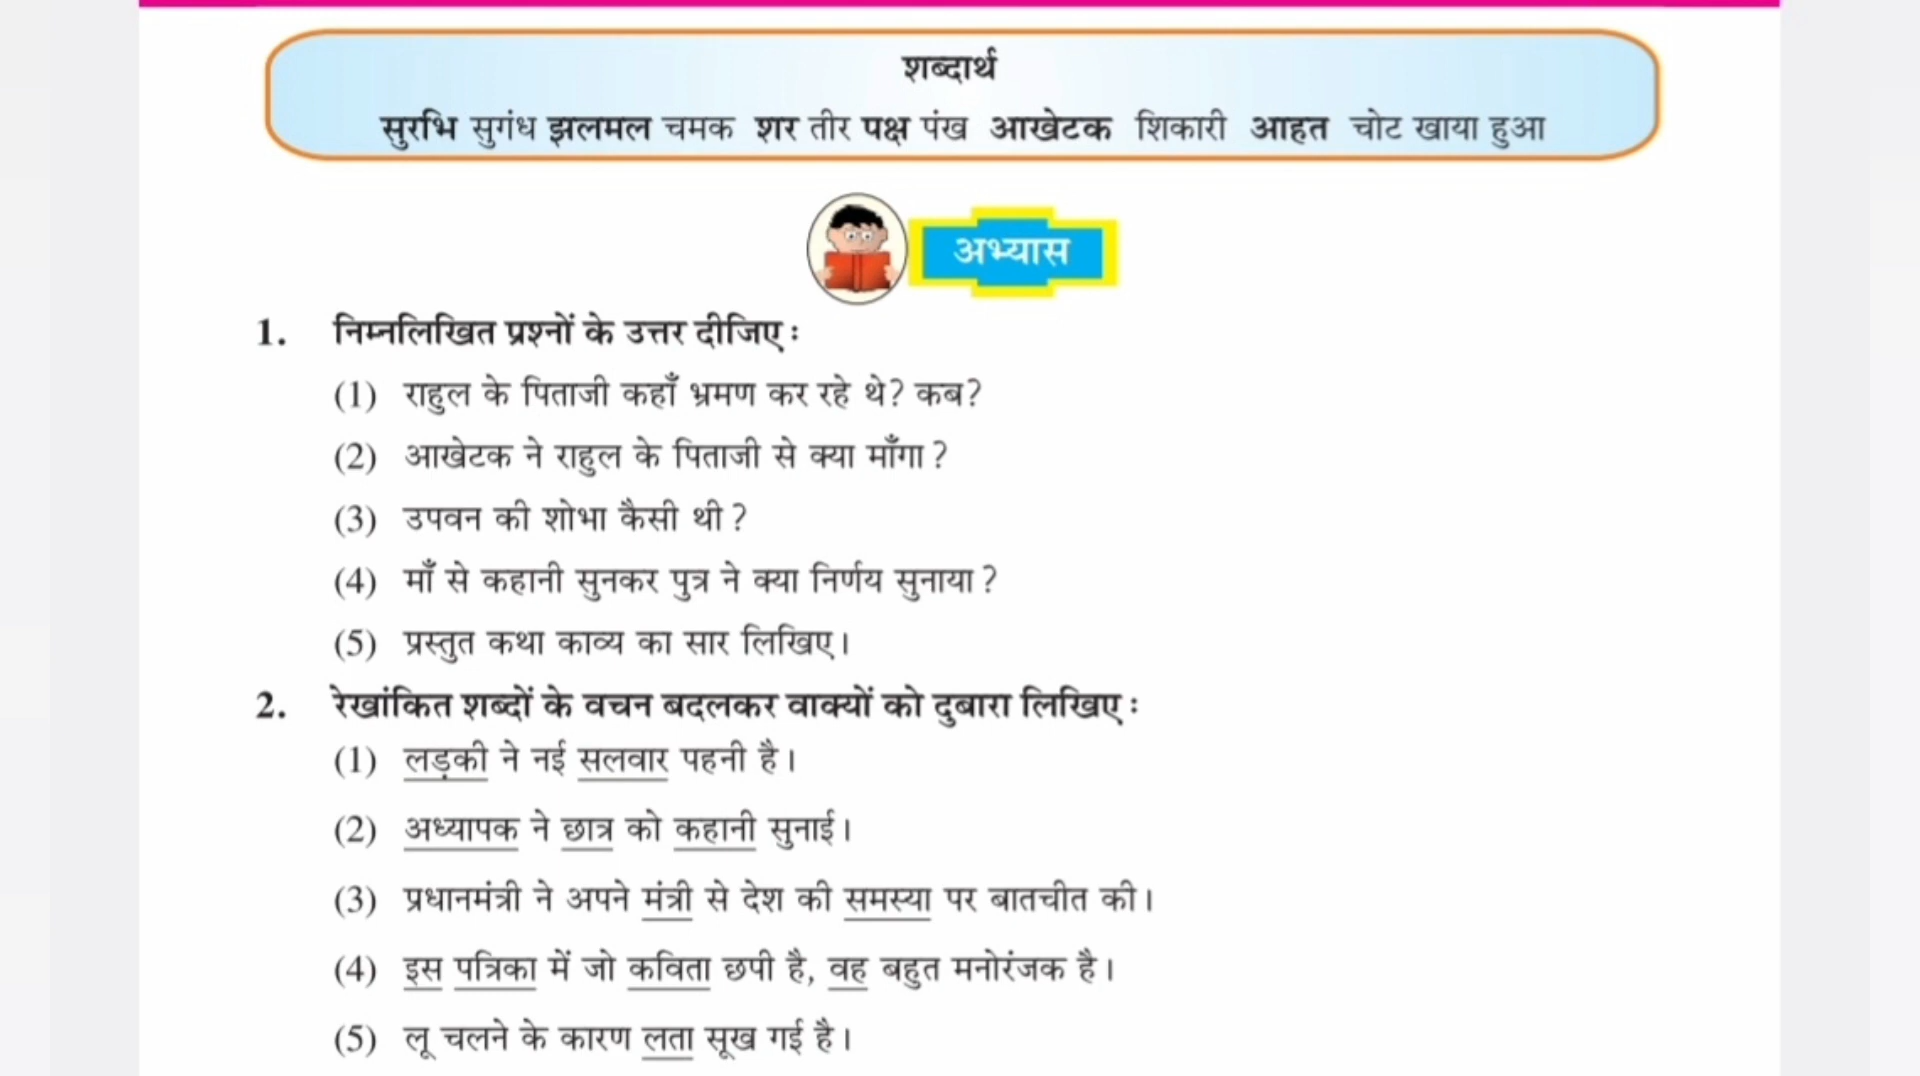 शब्दार्थ
सुरभि सुगंध झलमल चमक शर तीर पक्ष पंख आखेटक शिकारी आहत चोट खाया हुआ
अभ्यास
1. निम्नलिखित प्रश्नों के उत्तर दीजिए :
(1) राहुल के पिताजी कहाँ भ्रमण कर रहे थे? कब?
(2) आखेटक ने राहुल के पिताजी से क्या माँगा ?
(3) उपवन की शोभा कैसी थी ?
(4) माँ से कहानी सुनकर पुत्र ने क्या निर्णय सुनाया ?
(5) प्रस्तुत कथा काव्य का सार लिखिए।
2. रेखांकित शब्दों के वचन बदलकर वाक्यों को दुबारा लिखिए :
(1) लड़की ने नई सलवार पहनी है।
(2) अध्यापक ने छात्र को कहानी सुनाई।
(3) प्रधानमंत्री ने अपने मंत्री से देश की समस्या पर बातचीत की।
(4) इस पत्रिका में जो कविता छपी है, वह बहुत मनोरंजक है।
(5) लू चलने के कारण लता सूख गई है।